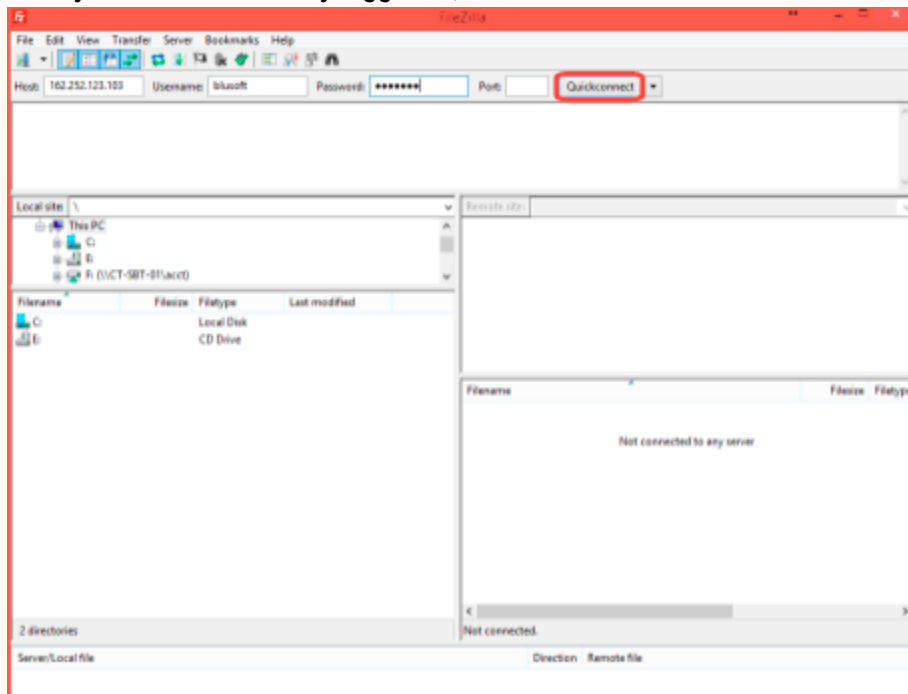 FileZilla
File Edit View Transfer Server Bookmarks Help
Host: 162.252.123.103 Username: blusoft Password: ●●●●●●● Port: Quickconnect
Local site: \ Remote site:
This PC
C:
E:
F: (\\CT-SBT-01\acct)
Filename Filesize Filetype Last modified
C: Local Disk
E: CD Drive
Filename Filesize Filetype
Not connected to any server
2 directories Not connected.
Server/Local file Direction Remote file